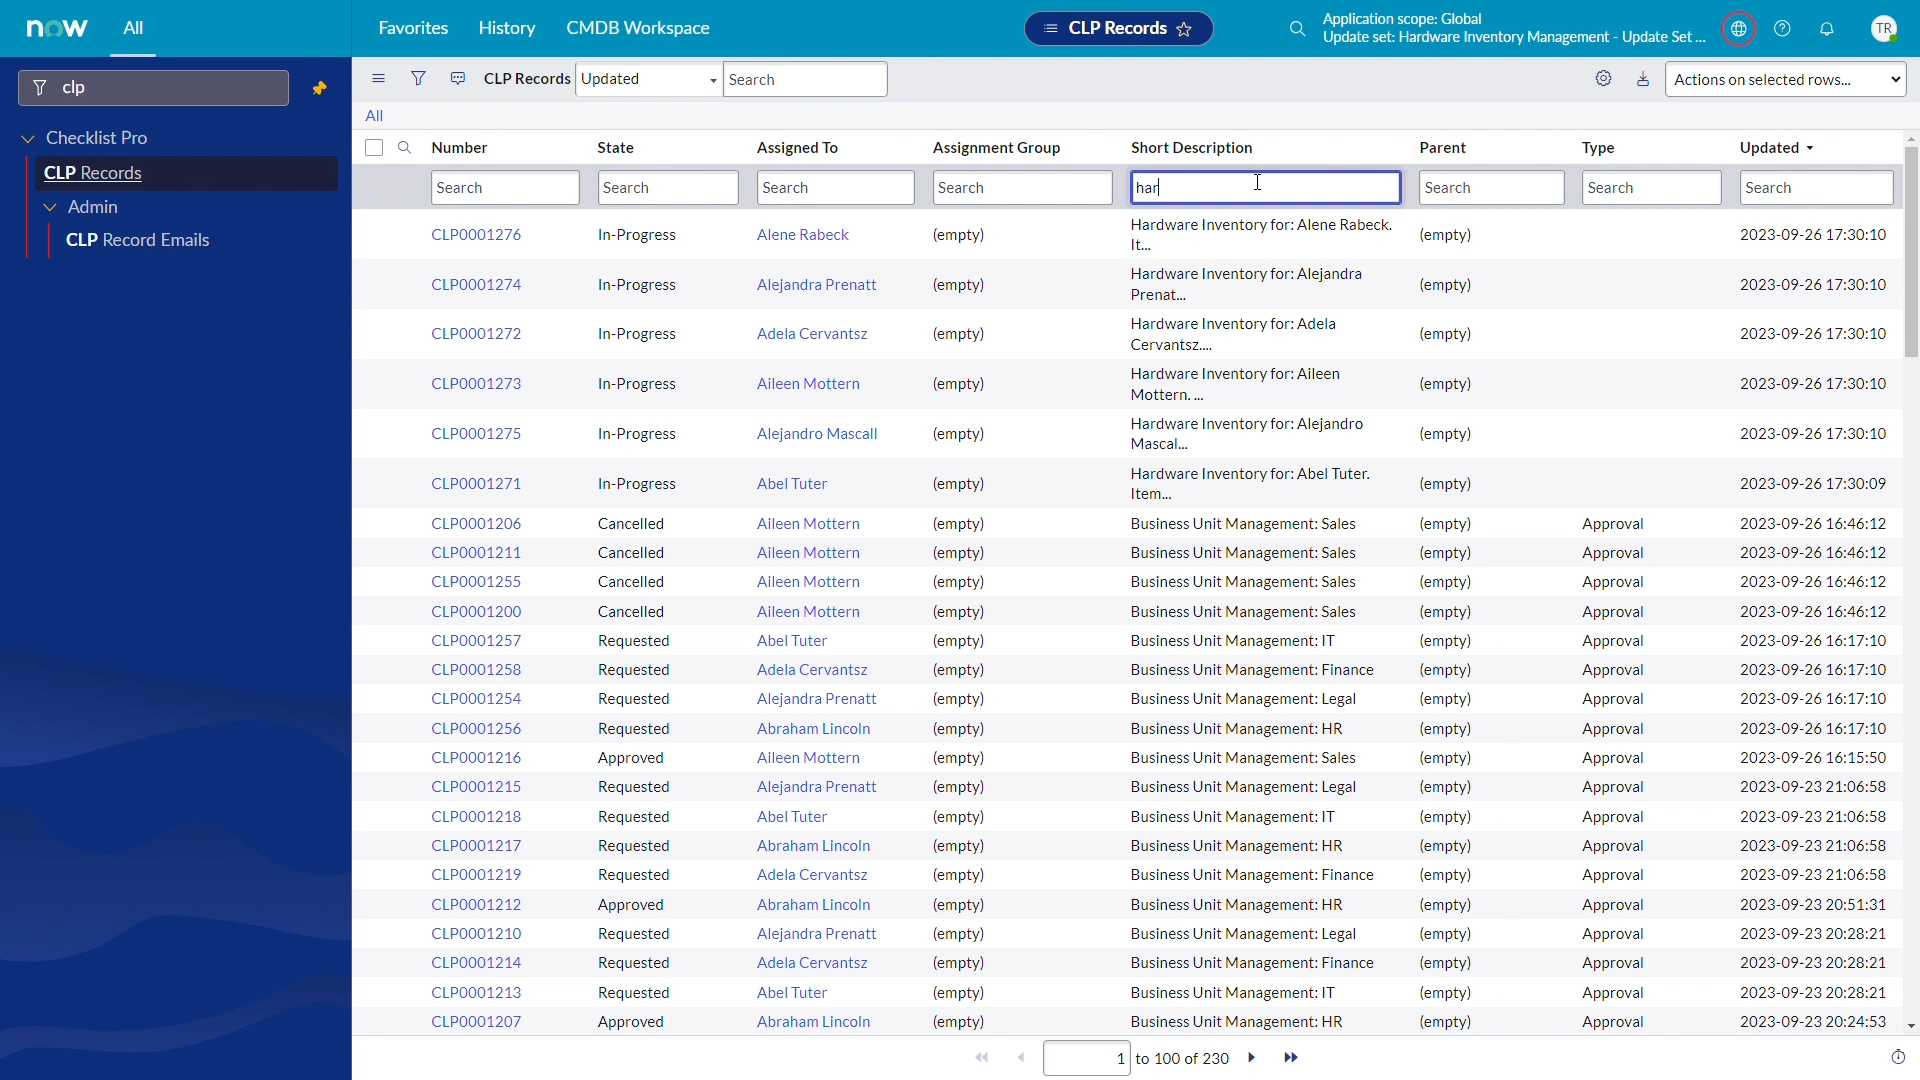 now All Favorites History CMDB Workspace CLP Records Application scope: Global
Update set: Hardware Inventory Management - Update Set ... TR
clp CLP Records Updated Search Actions on selected rows...
Checklist Pro
CLP Records
Admin
CLP Record Emails
All
Number State Assigned To Assignment Group Short Description Parent Type Updated
Search Search Search Search har Search Search Search
CLP0001276 In-Progress Alene Rabeck (empty) Hardware Inventory for: Alene Rabeck. (empty) 2023-09-26 17:30:10
It...
CLP0001274 In-Progress Alejandra Prenatt (empty) Hardware Inventory for: Alejandra (empty) 2023-09-26 17:30:10
Prenat...
CLP0001272 In-Progress Adela Cervantsz (empty) Hardware Inventory for: Adela (empty) 2023-09-26 17:30:10
Cervantsz....
CLP0001273 In-Progress Aileen Mottern (empty) Hardware Inventory for: Aileen (empty) 2023-09-26 17:30:10
Mottern. ...
CLP0001275 In-Progress Alejandro Mascall (empty) Hardware Inventory for: Alejandro (empty) 2023-09-26 17:30:10
Mascal...
CLP0001271 In-Progress Abel Tuter (empty) Hardware Inventory for: Abel Tuter. (empty) 2023-09-26 17:30:09
Item...
CLP0001206 Cancelled Aileen Mottern (empty) Business Unit Management: Sales (empty) Approval 2023-09-26 16:46:12
CLP0001211 Cancelled Aileen Mottern (empty) Business Unit Management: Sales (empty) Approval 2023-09-26 16:46:12
CLP0001255 Cancelled Aileen Mottern (empty) Business Unit Management: Sales (empty) Approval 2023-09-26 16:46:12
CLP0001200 Cancelled Aileen Mottern (empty) Business Unit Management: Sales (empty) Approval 2023-09-26 16:46:12
CLP0001257 Requested Abel Tuter (empty) Business Unit Management: IT (empty) Approval 2023-09-26 16:17:10
CLP0001258 Requested Adela Cervantsz (empty) Business Unit Management: Finance (empty) Approval 2023-09-26 16:17:10
CLP0001254 Requested Alejandra Prenatt (empty) Business Unit Management: Legal (empty) Approval 2023-09-26 16:17:10
CLP0001256 Requested Abraham Lincoln (empty) Business Unit Management: HR (empty) Approval 2023-09-26 16:17:10
CLP0001216 Approved Aileen Mottern (empty) Business Unit Management: Sales (empty) Approval 2023-09-26 16:15:50
CLP0001215 Requested Alejandra Prenatt (empty) Business Unit Management: Legal (empty) Approval 2023-09-23 21:06:58
CLP0001218 Requested Abel Tuter (empty) Business Unit Management: IT (empty) Approval 2023-09-23 21:06:58
CLP0001217 Requested Abraham Lincoln (empty) Business Unit Management: HR (empty) Approval 2023-09-23 21:06:58
CLP0001219 Requested Adela Cervantsz (empty) Business Unit Management: Finance (empty) Approval 2023-09-23 21:06:58
CLP0001212 Approved Abraham Lincoln (empty) Business Unit Management: HR (empty) Approval 2023-09-23 20:51:31
CLP0001210 Requested Alejandra Prenatt (empty) Business Unit Management: Legal (empty) Approval 2023-09-23 20:28:21
CLP0001214 Requested Adela Cervantsz (empty) Business Unit Management: Finance (empty) Approval 2023-09-23 20:28:21
CLP0001213 Requested Abel Tuter (empty) Business Unit Management: IT (empty) Approval 2023-09-23 20:28:21
CLP0001207 Approved Abraham Lincoln (empty) Business Unit Management: HR (empty) Approval 2023-09-23 20:24:53
1 to 100 of 230